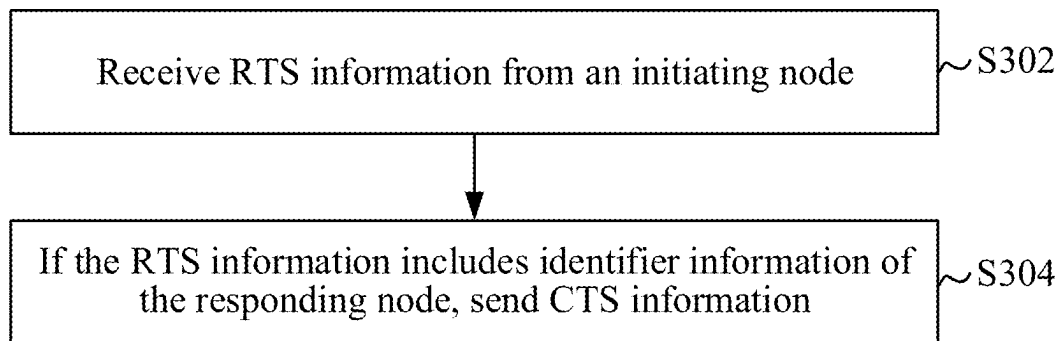 Receive RTS information from an initiating node
S302
If the RTS information includes identifier information of
the responding node, send CTS information
S304